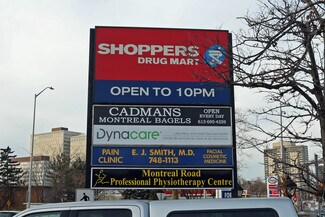 SHOPPERS
DRUG MART
OPEN TO 10PM
CADMANS
MONTREAL BAGELS
OPEN
EVERY DAY
Dynacare
PAIN
CLINIC
E. J. SMITH, M.D.
748-1113
FACIAL
COSMETIC
MEDICINE
Montreal Road
Professional Physiotherapy Centre